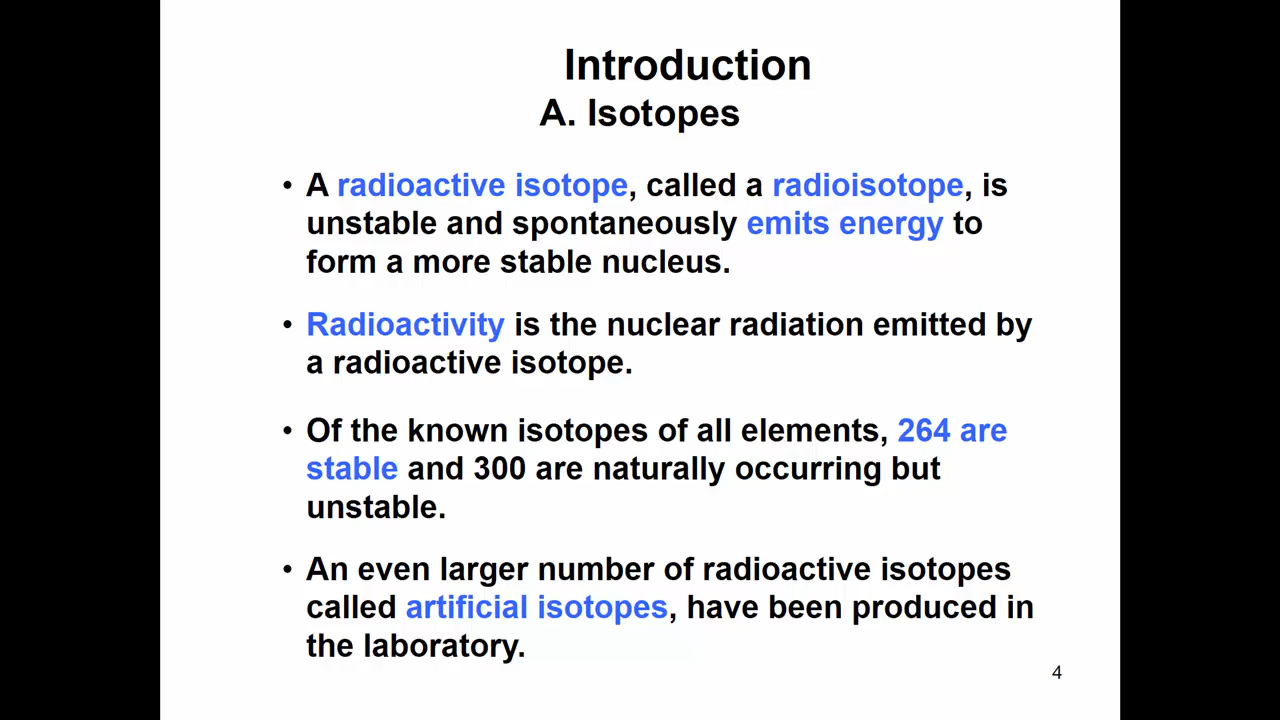 Introduction
A. Isotopes
• A radioactive isotope, called a radioisotope, is
unstable and spontaneously emits energy to
form a more stable nucleus.
• Radioactivity is the nuclear radiation emitted by
a radioactive isotope.
• Of the known isotopes of all elements, 264 are
stable and 300 are naturally occurring but
unstable.
• An even larger number of radioactive isotopes
called artificial isotopes, have been produced in
the laboratory.
4